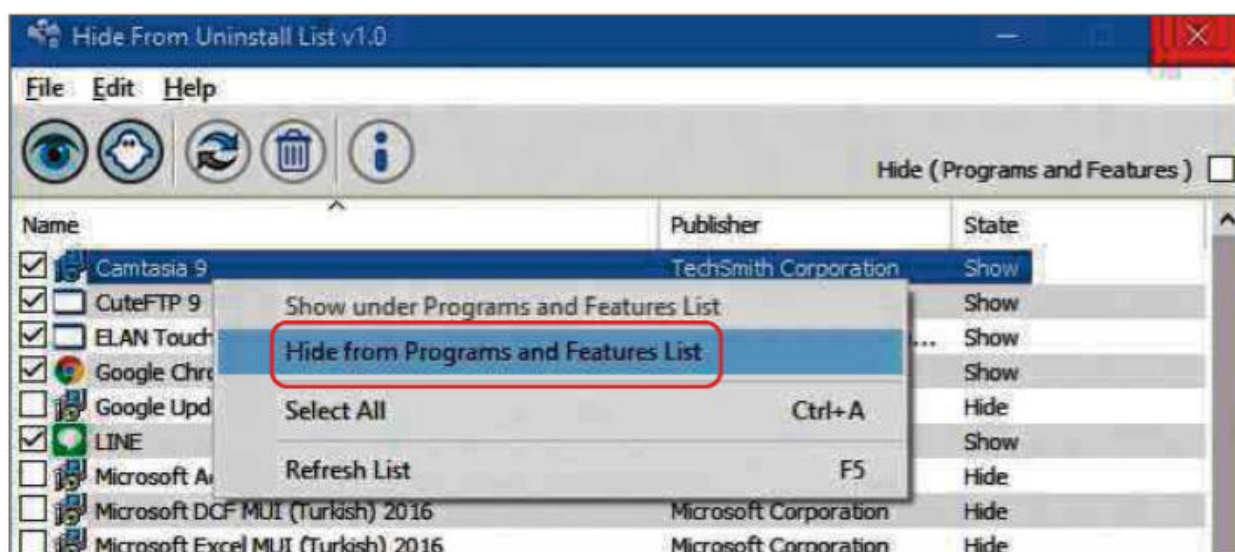 Hide From Uninstall List v1.0
File Edit Help
Hide ( Programs and Features )
Name Publisher State
Camtasia 9 TechSmith Corporation Show
CuteFTP 9 Show
ELAN Touch ... Show
Google Chro Show
Google Upd Hide
LINE Show
Microsoft A Hide
Microsoft DCF MUI (Turkish) 2016 Microsoft Corporation Hide
Microsoft Excel MUI (Turkish) 2016 Microsoft Corporation Hide
Show under Programs and Features List
Hide from Programs and Features List
Select All Ctrl+A
Refresh List F5